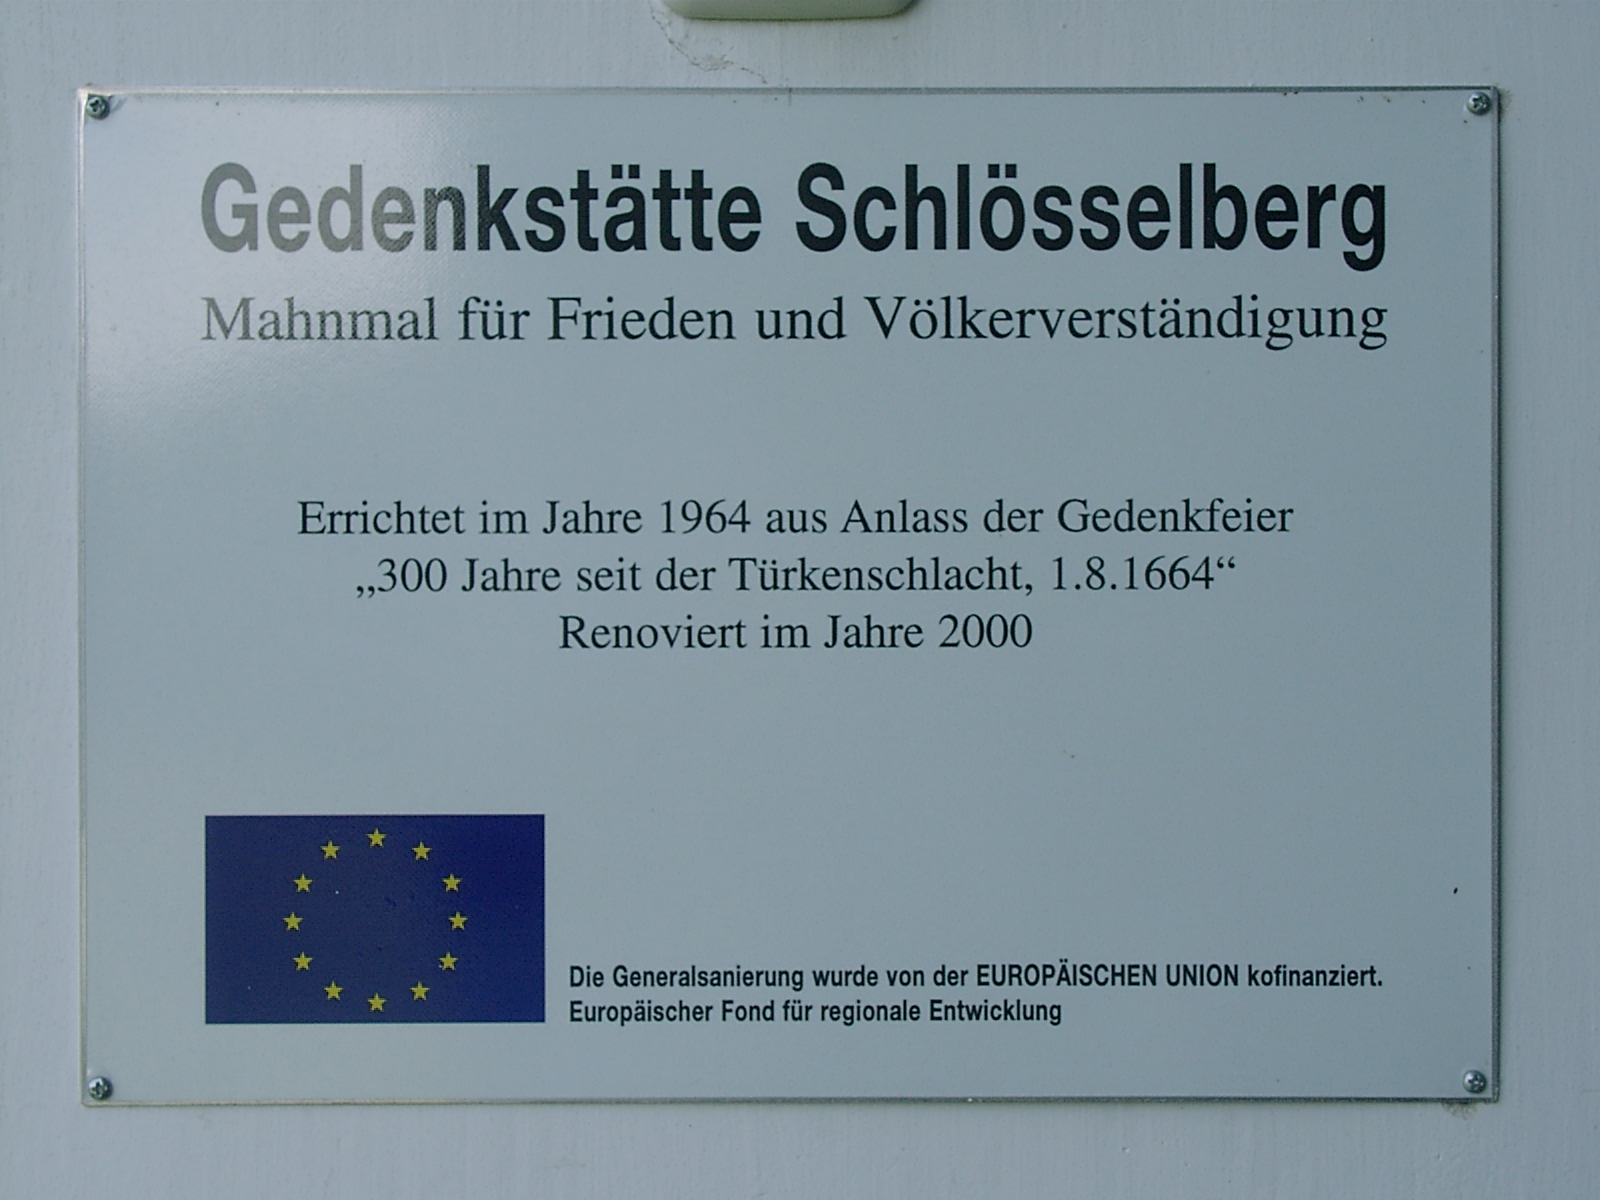 Gedenkstätte Schlösselberg
Mahnmal für Frieden und Völkerverständigung
Errichtet im Jahre 1964 aus Anlass der Gedenkfeier
„300 Jahre seit der Türkenschlacht, 1.8.1664“
Renoviert im Jahre 2000
Die Generalsanierung wurde von der EUROPÄISCHEN UNION kofinanziert.
Europäischer Fond für regionale Entwicklung